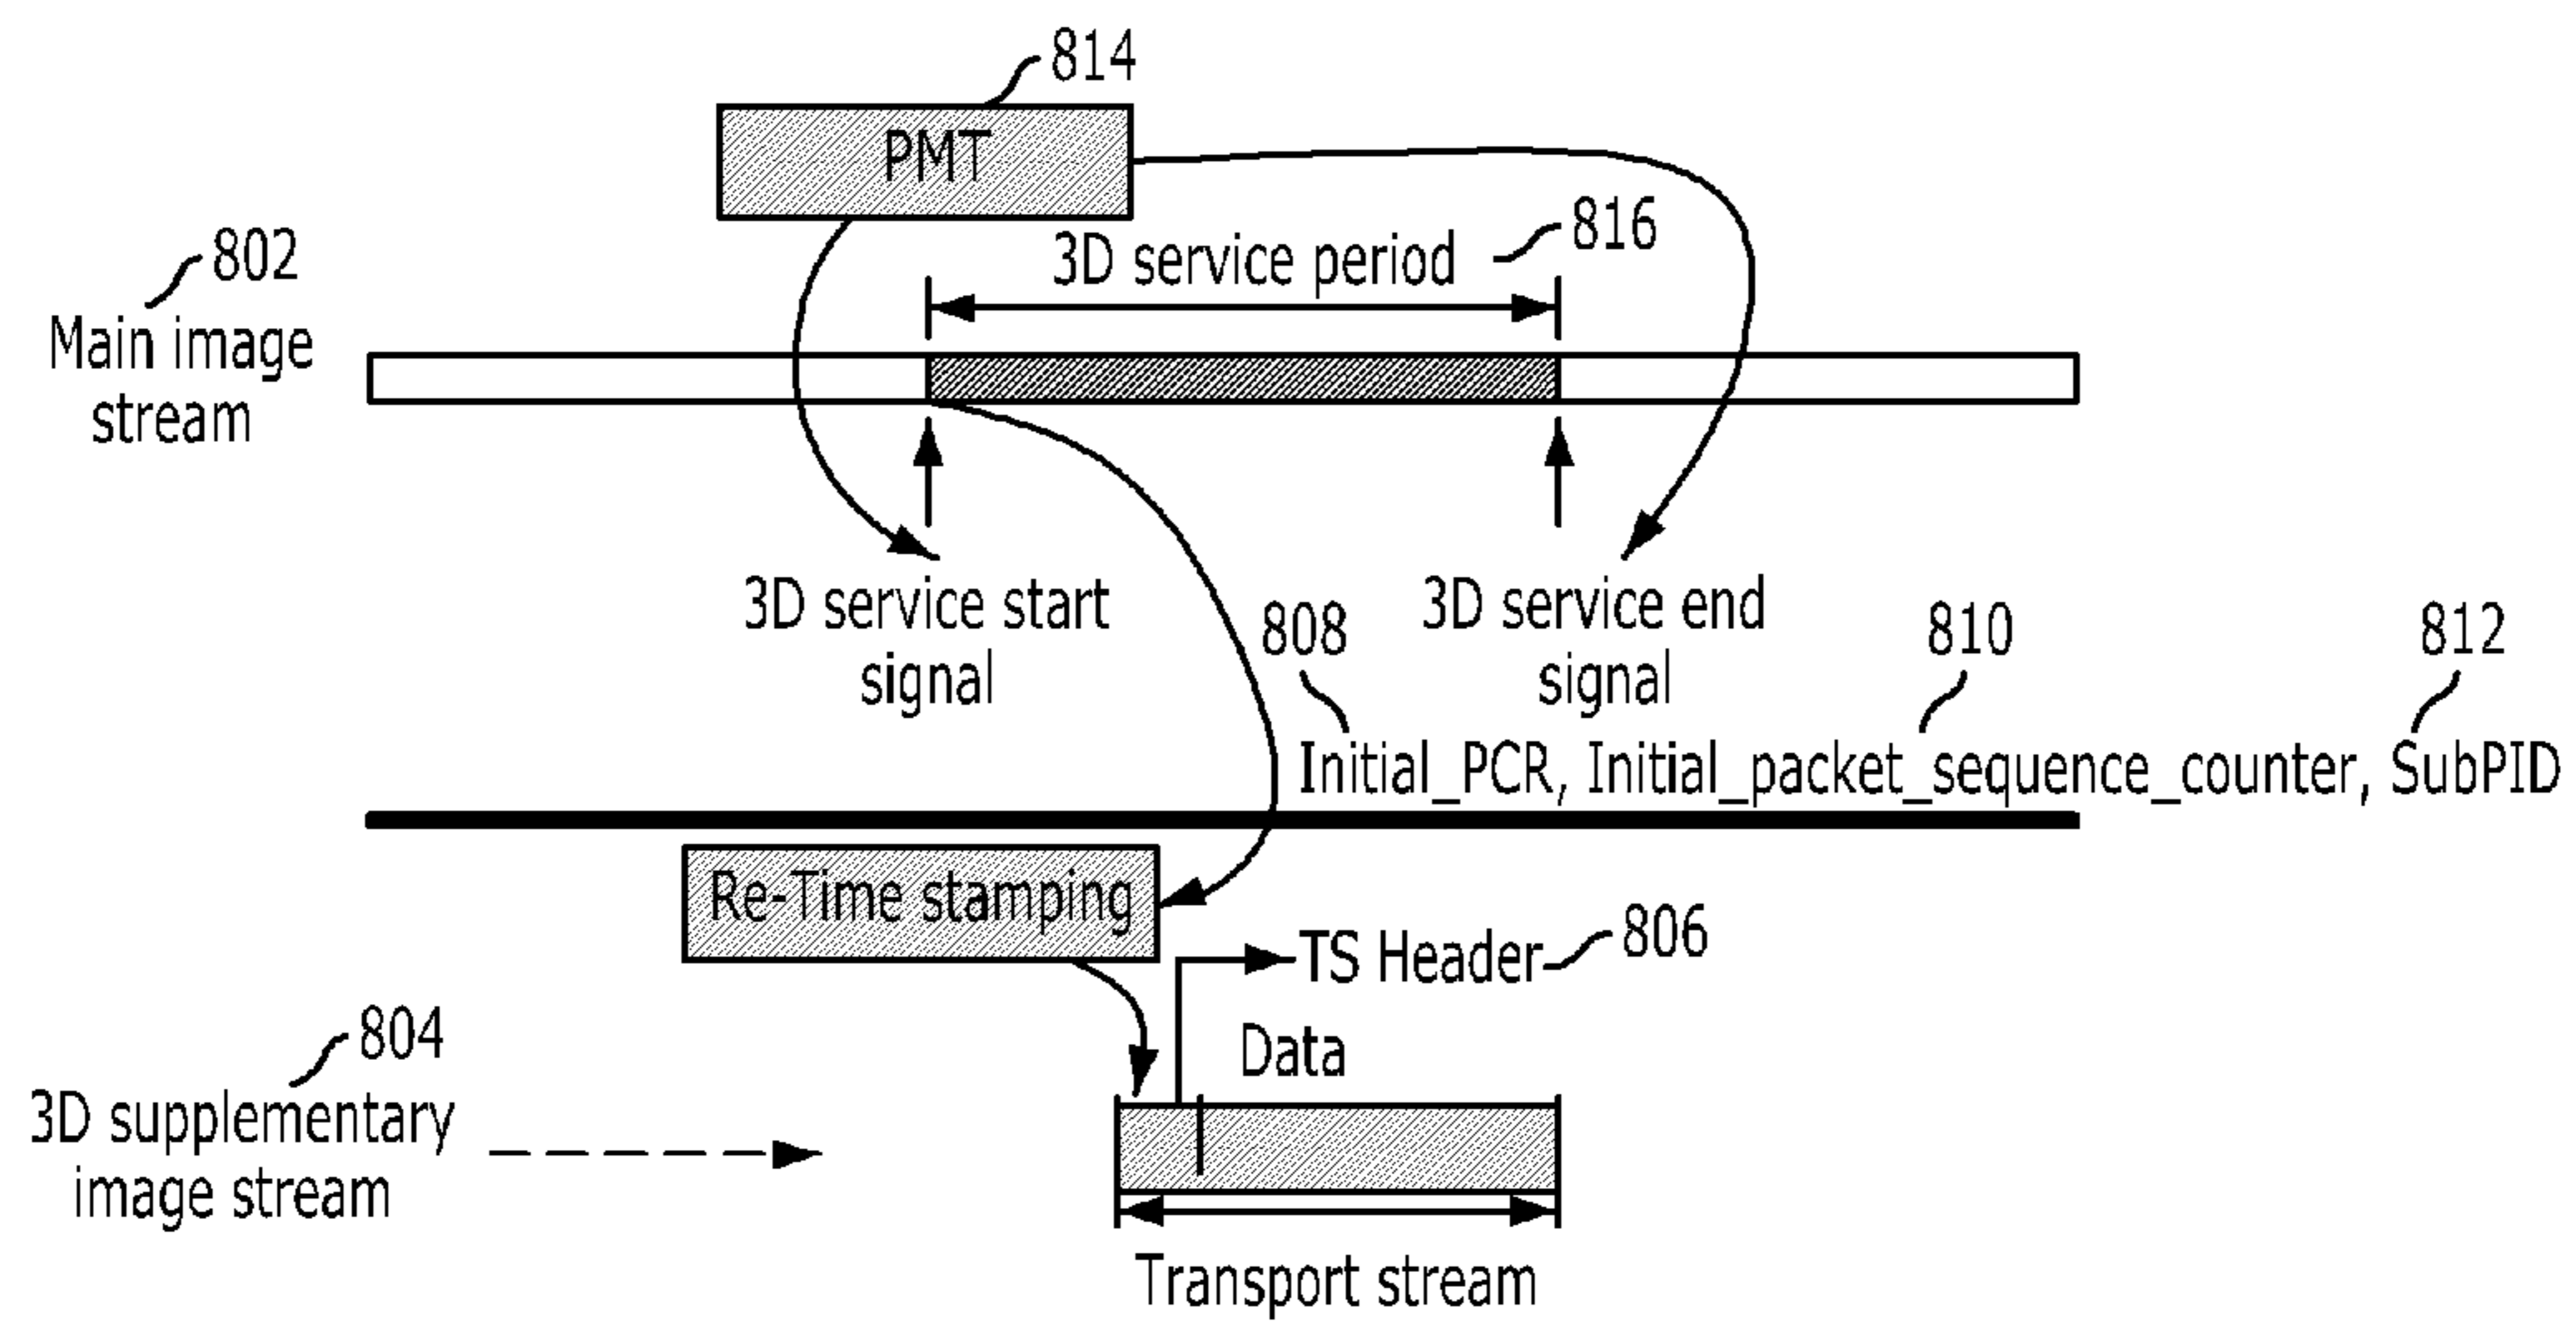 814
PMT
816
3D service period
802
Main image
stream
3D service start
signal
3D service end
signal
808
810
812
Initial_PCR, Initial_packet_sequence_counter, SubPID
Re-Time stamping
TS Header
806
Data
804
3D supplementary
image stream
Transport stream